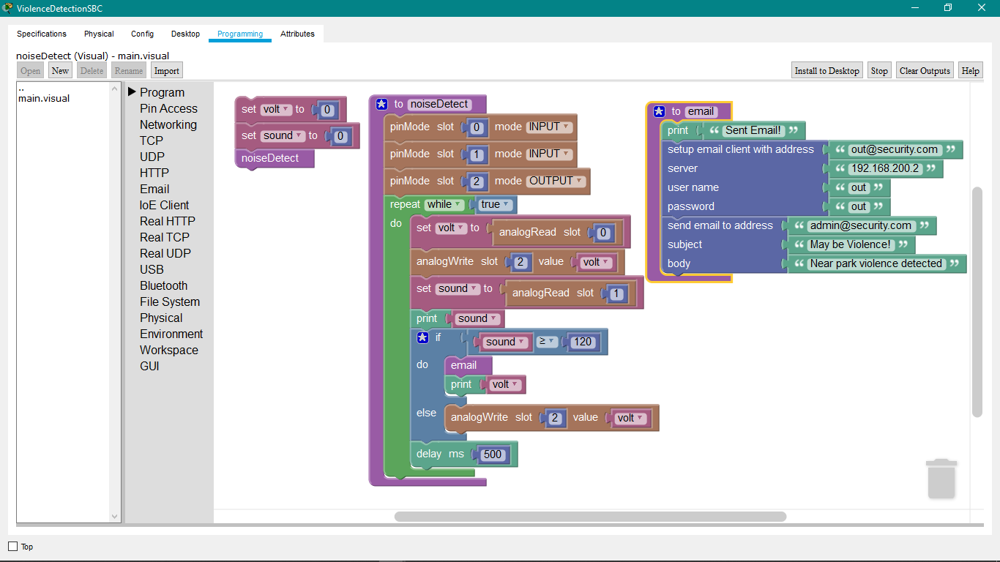 ViolenceDetectionSBC
Specifications Physical Config Desktop Programming Attributes
noiseDetect (Visual) - main.visual
Open New Delete Rename Import Install to Desktop Stop Clear Outputs Help
..
main.visual
Program
Pin Access
Networking
TCP
UDP
HTTP
Email
IoE Client
Real HTTP
Real TCP
Real UDP
USB
Bluetooth
File System
Physical
Environment
Workspace
GUI
set volt to 0
set sound to 0
noiseDetect
to noiseDetect
pinMode slot 0 mode INPUT
pinMode slot 1 mode INPUT
pinMode slot 2 mode OUTPUT
repeat while true
do
set volt to analogRead slot 0
analogWrite slot 2 value volt
set sound to analogRead slot 1
print sound
if sound ≥ 120
do
email
print volt
else
analogWrite slot 2 value volt
delay ms 500
to email
print “ Sent Email! ”
setup email client with address “ out@security.com ”
server “ 192.168.200.2 ”
user name “ out ”
password “ out ”
send email to address “ admin@security.com ”
subject “ May be Violence! ”
body “ Near park violence detected ”
Top